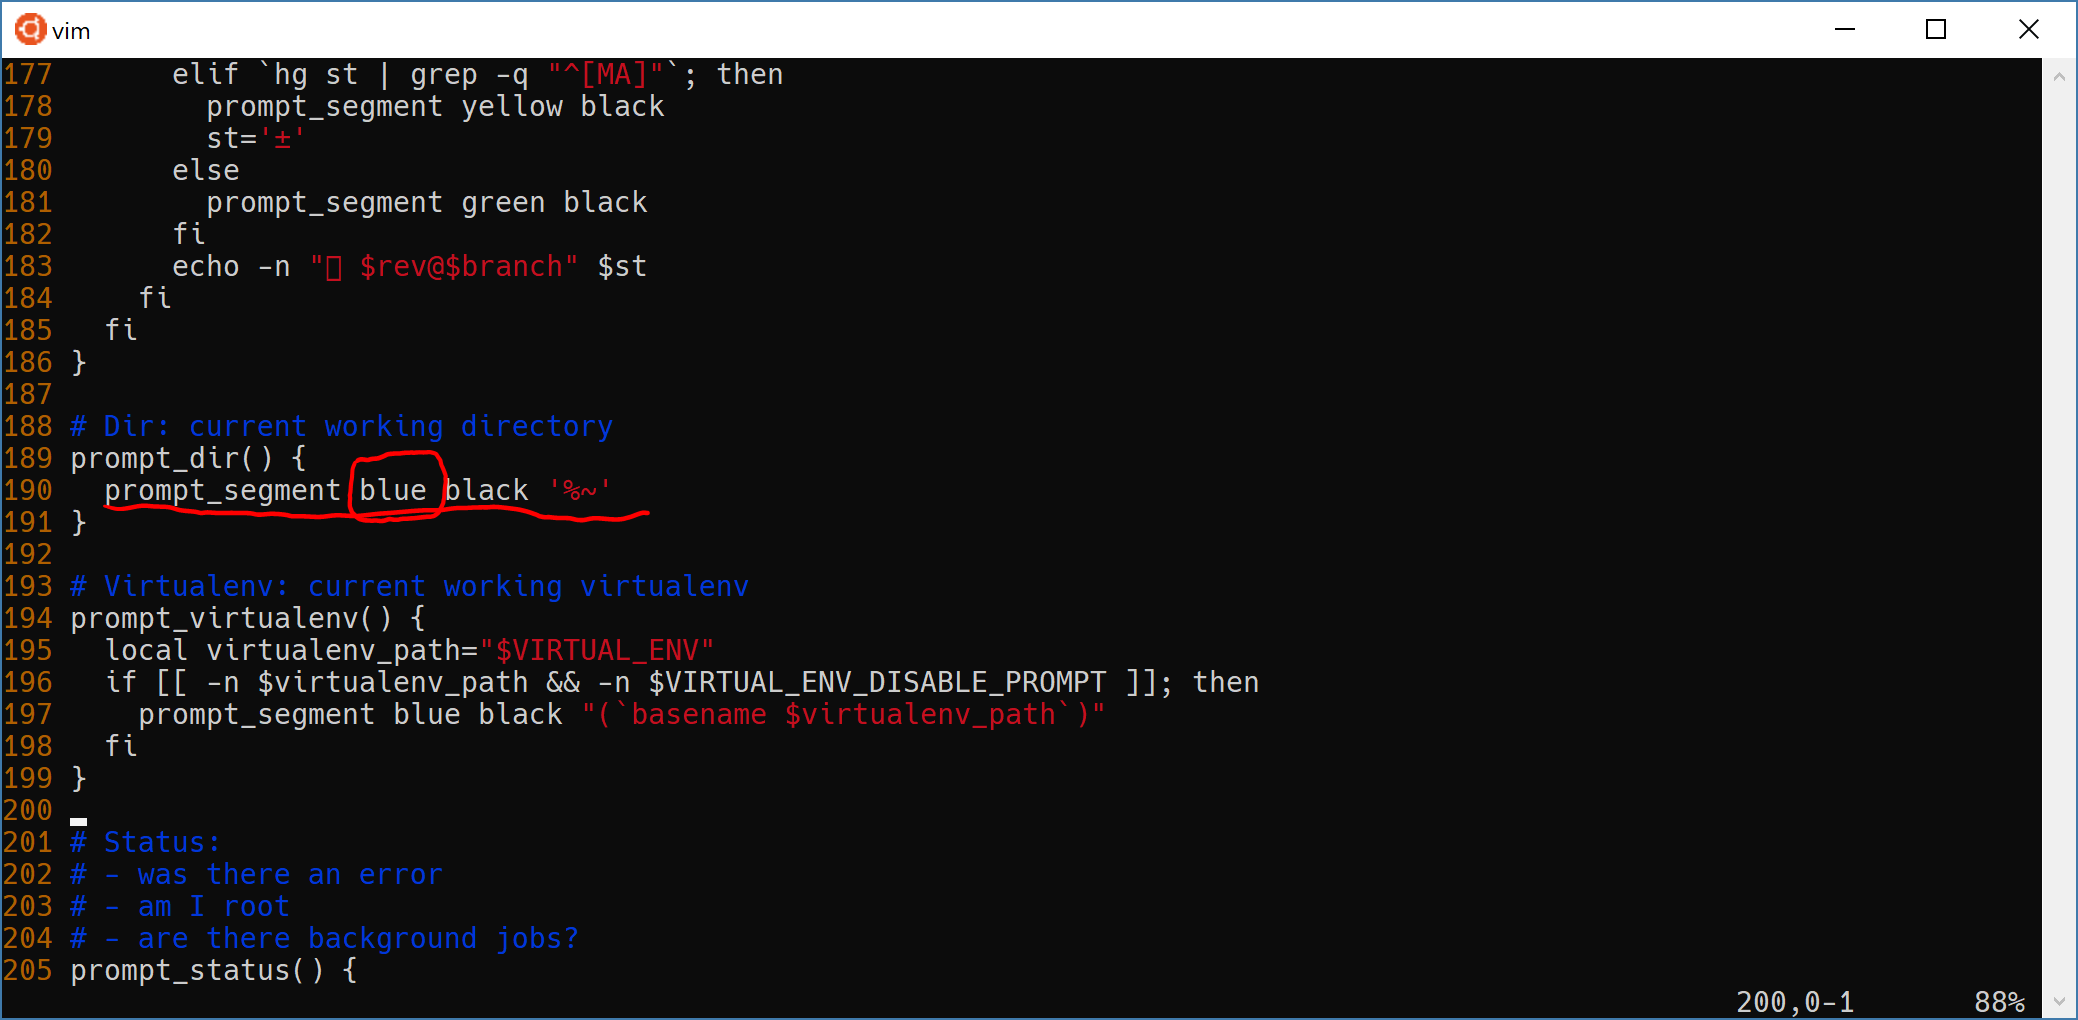 vim
177       elif `hg st | grep -q "^[MA]"`; then
178         prompt_segment yellow black
179         st='±'
180       else
181         prompt_segment green black
182       fi
183       echo -n "▯ $rev@$branch" $st
184     fi
185   fi
186 }
187
188 # Dir: current working directory
189 prompt_dir() {
190   prompt_segment blue black '%~'
191 }
192
193 # Virtualenv: current working virtualenv
194 prompt_virtualenv() {
195   local virtualenv_path="$VIRTUAL_ENV"
196   if [[ -n $virtualenv_path && -n $VIRTUAL_ENV_DISABLE_PROMPT ]]; then
197     prompt_segment blue black "(`basename $virtualenv_path`)"
198   fi
199 }
200
201 # Status:
202 # - was there an error
203 # - am I root
204 # - are there background jobs?
205 prompt_status() {
200,0-1 88%